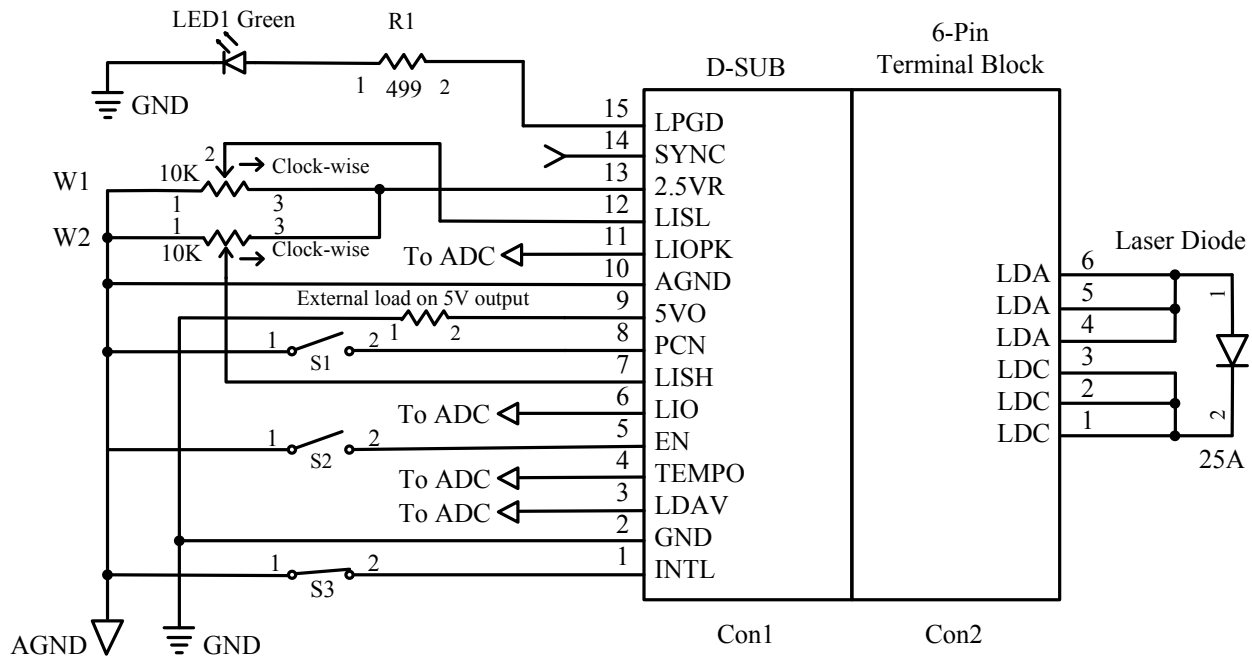 LED1 Green
R1
1 499 2
GND
6-Pin
Terminal Block
D-SUB
15 LPGD
14 SYNC
13 2.5VR
12 LISL
11 LIOPK
10 AGND
9 5VO
8 PCN
7 LISH
6 LIO
5 EN
4 TEMPO
3 LDAV
2 GND
1 INTL
W1
10K
2
Clock-wise
1
3
W2
1
3
10K
Clock-wise
To ADC
External load on 5V output
1 2
1 S1 2
To ADC
1 S2 2
To ADC
To ADC
1 S3 2
AGND
GND
Con1
Con2
Laser Diode
LDA 6
LDA 5
LDA 4
LDC 3
LDC 2
LDC 1
1
2
25A